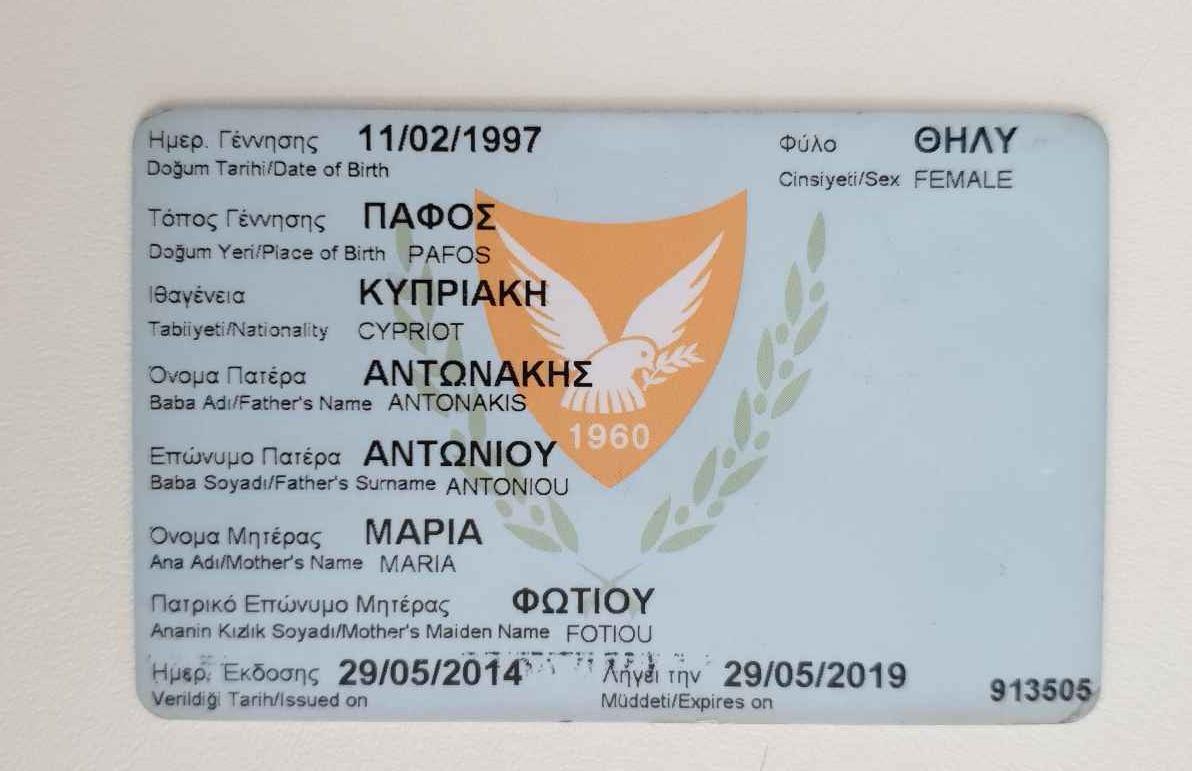 Ημερ. Γέννησης 11/02/1997 Φύλο ΘΗΛΥ
Doğum Tarihi/Date of Birth Cinsiyeti/Sex FEMALE
Τόπος Γέννησης ΠΑΦΟΣ
Doğum Yeri/Place of Birth PAFOS
Ιθαγένεια ΚΥΠΡΙΑΚΗ
Tabiiyeti/Nationality CYPRIOT
Όνομα Πατέρα ΑΝΤΩΝΑΚΗΣ
Baba Adı/Father's Name ANTONAKIS
1960
Επώνυμο Πατέρα ΑΝΤΩΝΙΟΥ
Baba Soyadı/Father's Surname ANTONIOU
Όνομα Μητέρας ΜΑΡΙΑ
Ana Adı/Mother's Name MARIA
Πατρικό Επώνυμο Μητέρας ΦΩΤΙΟΥ
Ananin Kızlik Soyadı/Mother's Maiden Name FOTIOU
Ημερ. Έκδοσης 29/05/2014 Λήγει την 29/05/2019
Verildiği Tarih/Issued on Müddeti/Expires on
913505